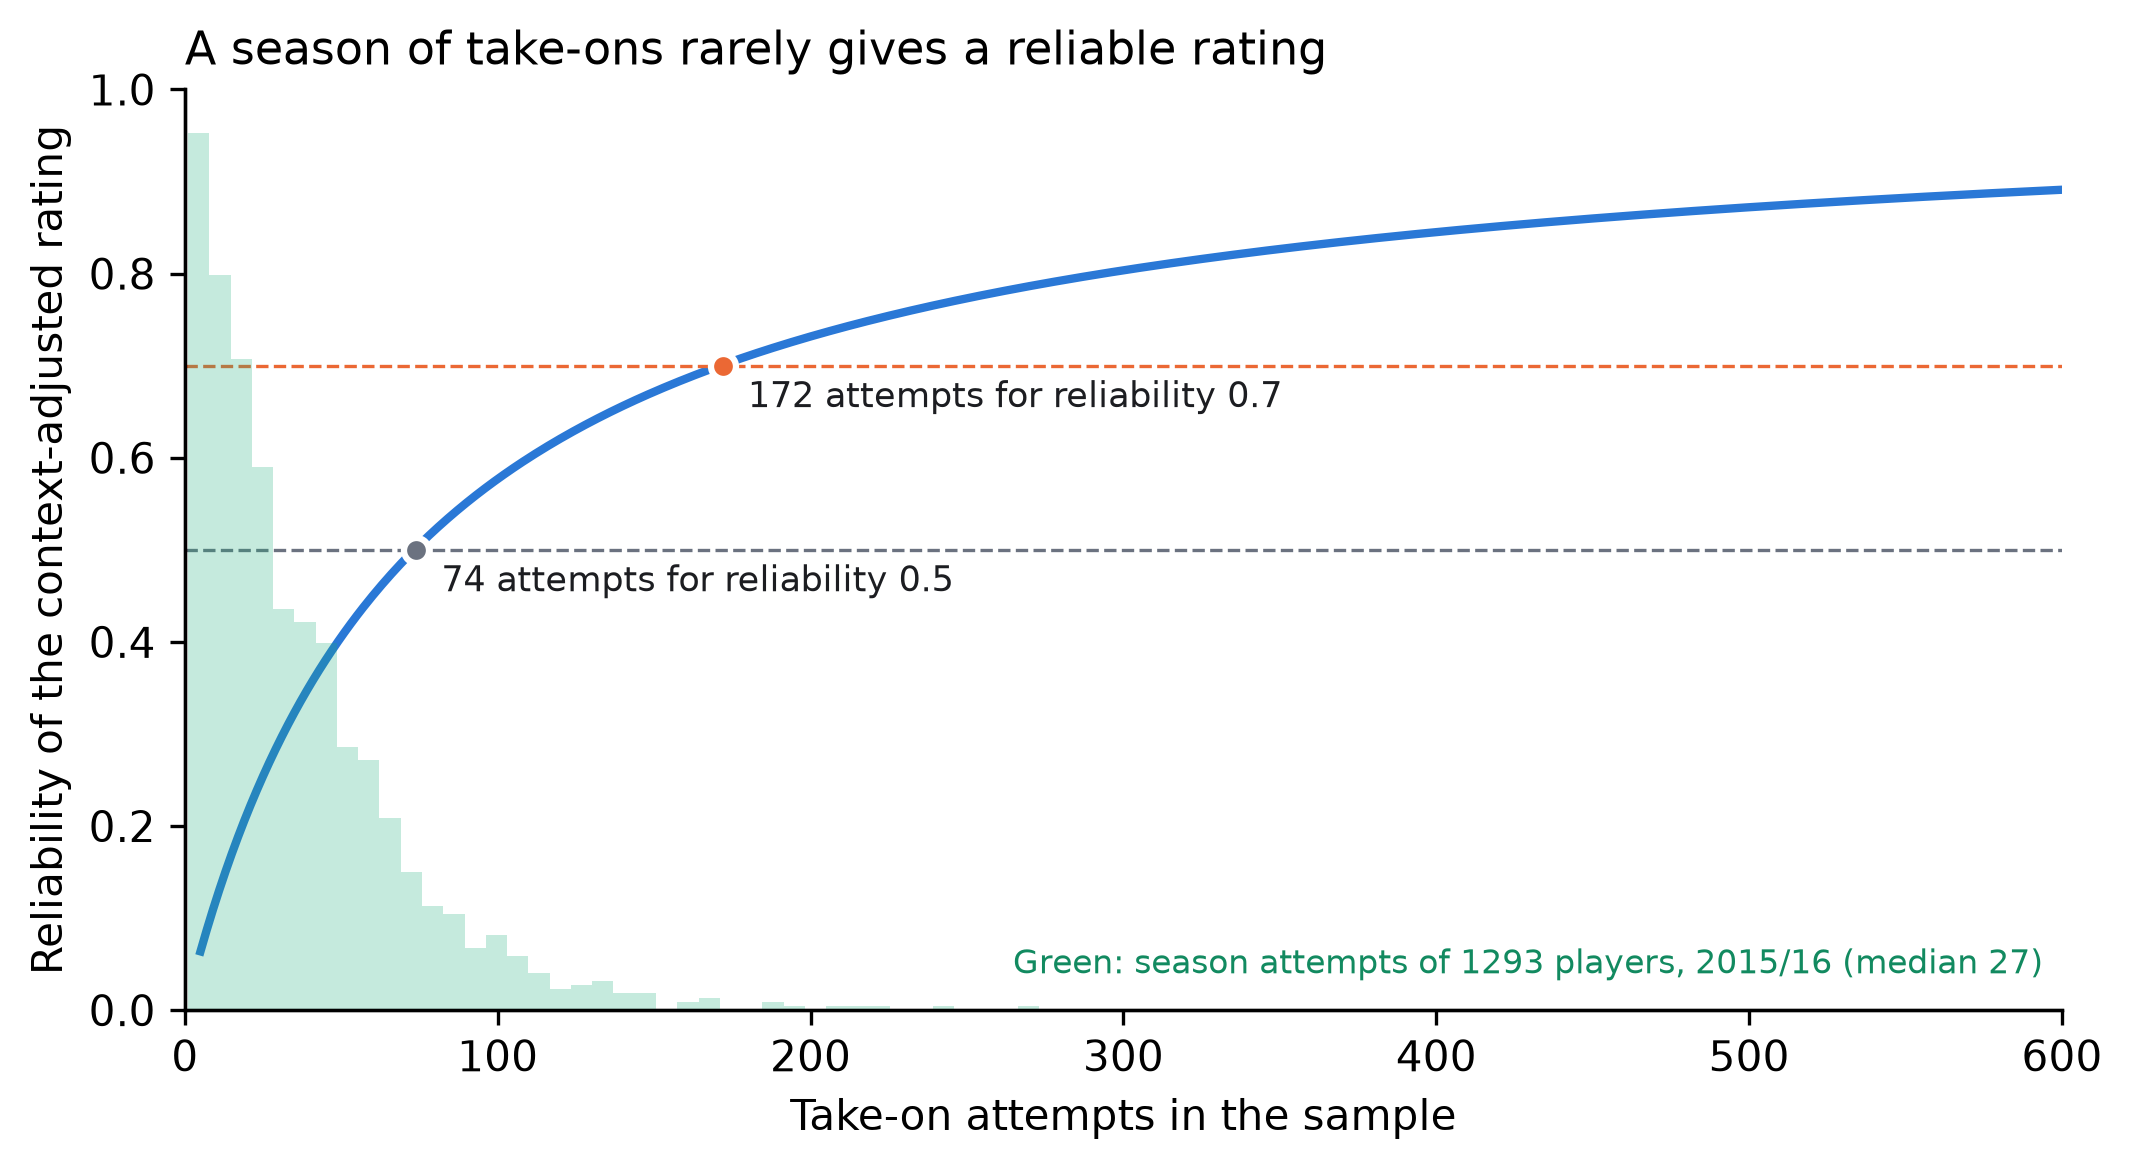 A season of take-ons rarely gives a reliable rating
Reliability of the context-adjusted rating
1.0
0.8
0.6
0.4
0.2
0.0
172 attempts for reliability 0.7
74 attempts for reliability 0.5
Green: season attempts of 1293 players, 2015/16 (median 27)
0 100 200 300 400 500 600
Take-on attempts in the sample